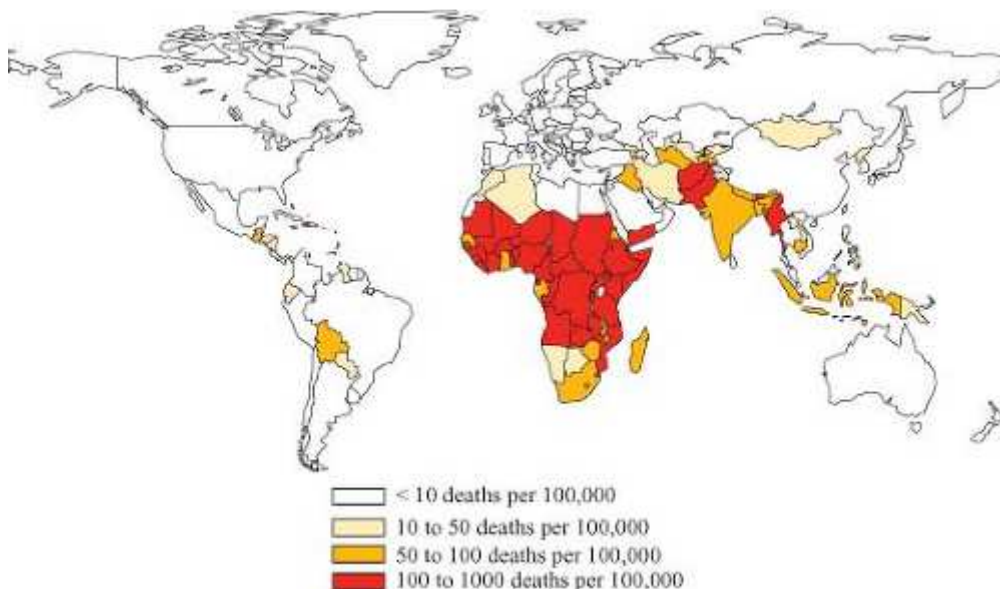 < 10 deaths per 100,000
10 to 50 deaths per 100,000
50 to 100 deaths per 100,000
100 to 1000 deaths per 100,000